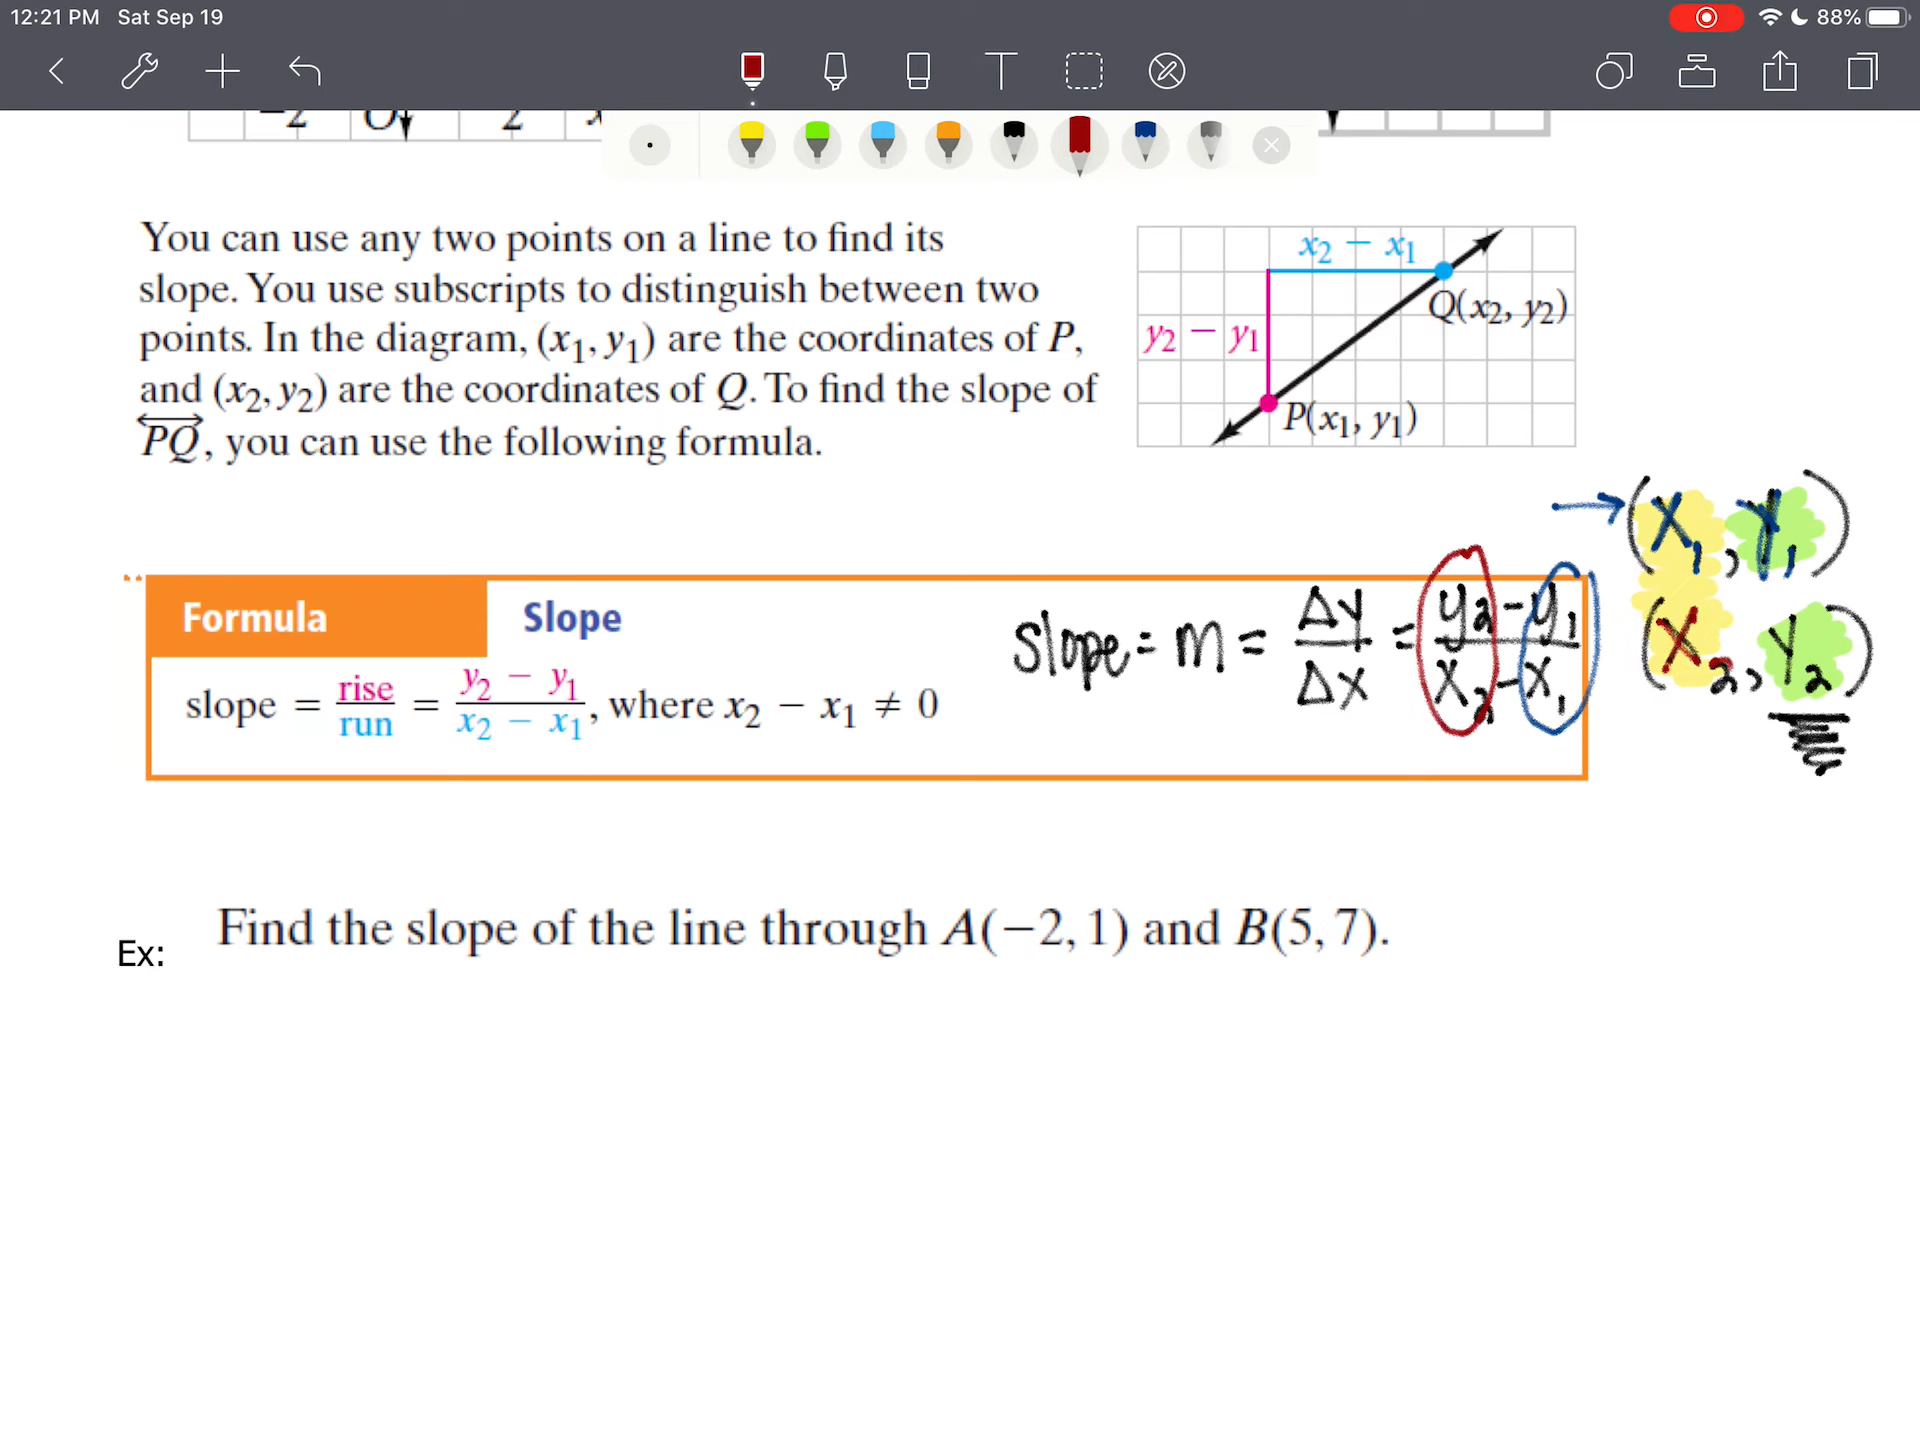 12:21 PM Sat Sep 19 88%
T
−2 O 2
You can use any two points on a line to find its
slope. You use subscripts to distinguish between two
points. In the diagram, (x₁, y₁) are the coordinates of P,
and (x₂, y₂) are the coordinates of Q. To find the slope of
PQ, you can use the following formula.
x₂ − x₁
Q(x₂, y₂)
y₂ − y₁
P(x₁, y₁)
(x₁, y₁)
(x₂, y₂)
Formula Slope
slope = rise/run = (y₂ − y₁)/(x₂ − x₁), where x₂ − x₁ ≠ 0
Slope = m = Δy/Δx = (y₂ − y₁)/(x₂ − x₁)
Ex: Find the slope of the line through A(−2, 1) and B(5, 7).